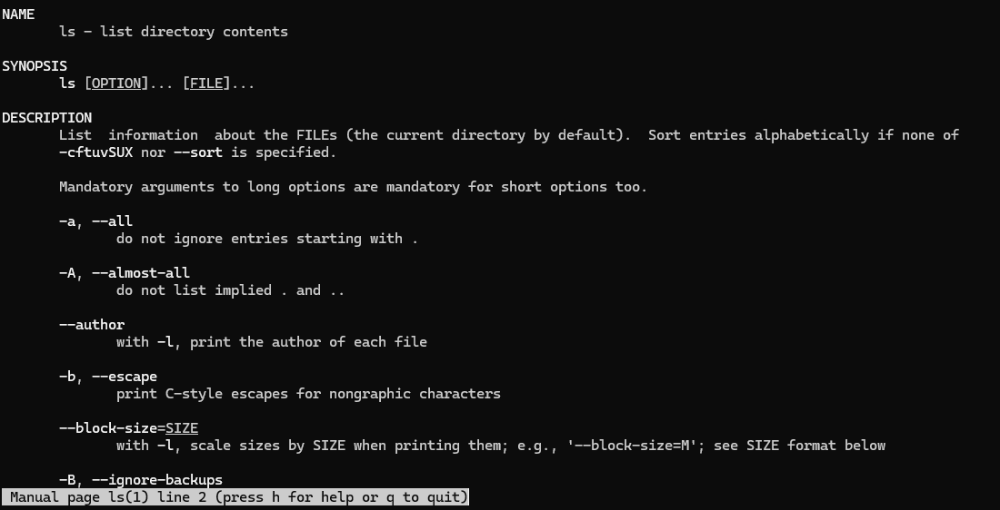 NAME
ls - list directory contents
SYNOPSIS
ls [OPTION]... [FILE]...
DESCRIPTION
List  information  about the FILEs (the current directory by default).  Sort entries alphabetically if none of
-cftuvSUX nor --sort is specified.
Mandatory arguments to long options are mandatory for short options too.
-a, --all
do not ignore entries starting with .
-A, --almost-all
do not list implied . and ..
--author
with -l, print the author of each file
-b, --escape
print C-style escapes for nongraphic characters
--block-size=SIZE
with -l, scale sizes by SIZE when printing them; e.g., '--block-size=M'; see SIZE format below
-B, --ignore-backups
Manual page ls(1) line 2 (press h for help or q to quit)